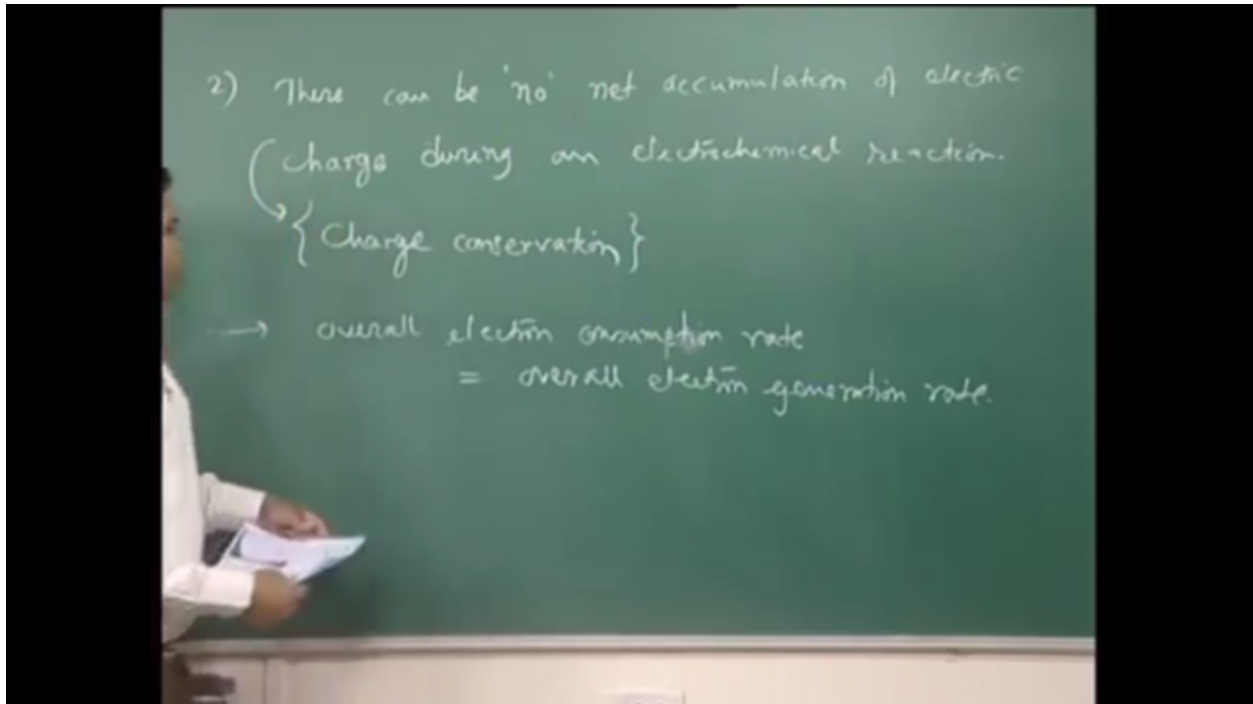 2) There can be 'no' net accumulation of electric
charge during an electrochemical reaction.
{Charge conservation}
→ overall electron consumption rate
= overall electron generation rate.